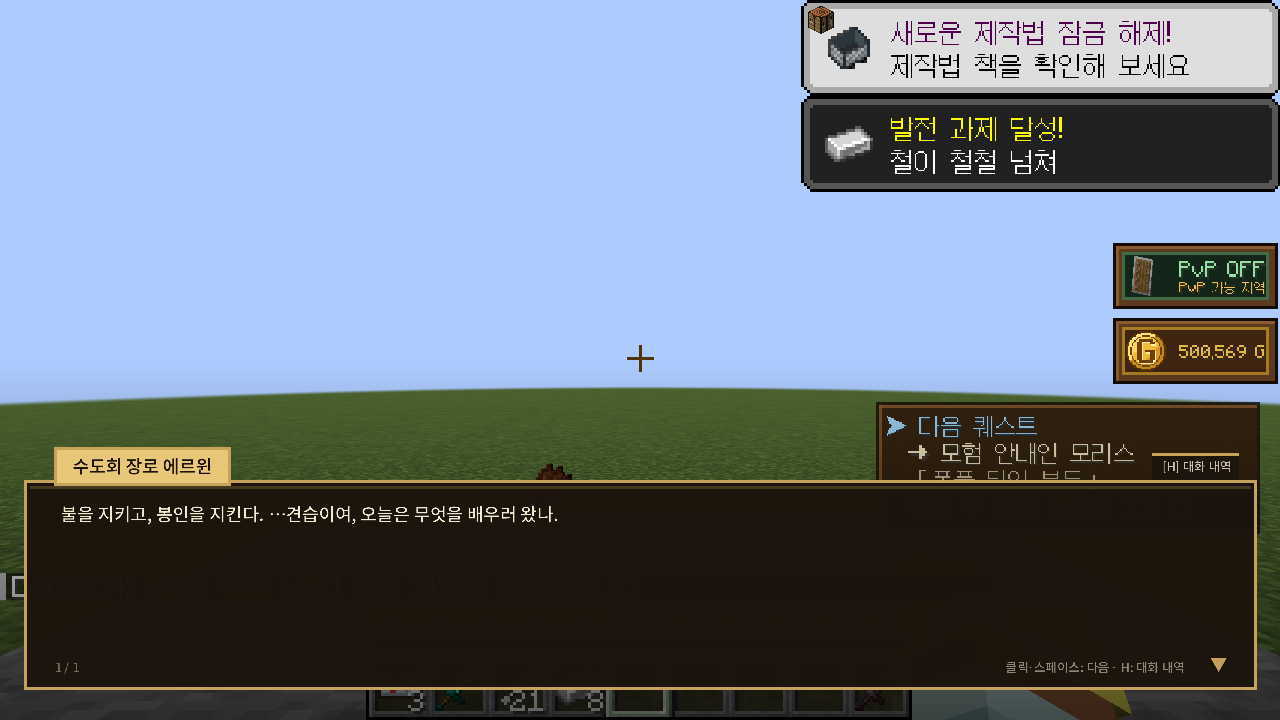 새로운 제작법 잠금 해제!
제작법 책을 확인해 보세요
발전 과제 달성!
철이 철철 넘쳐
PvP OFF
PvP 가능 지역
500,569 G
다음 퀘스트
→ 모험 안내인 모리스
[H] 대화 내역
수도회 장로 에르윈
불을 지키고, 봉인을 지킨다. …견습이여, 오늘은 무엇을 배우러 왔나.
1 / 1
클릭·스페이스: 다음 · H: 대화 내역
3
21
8